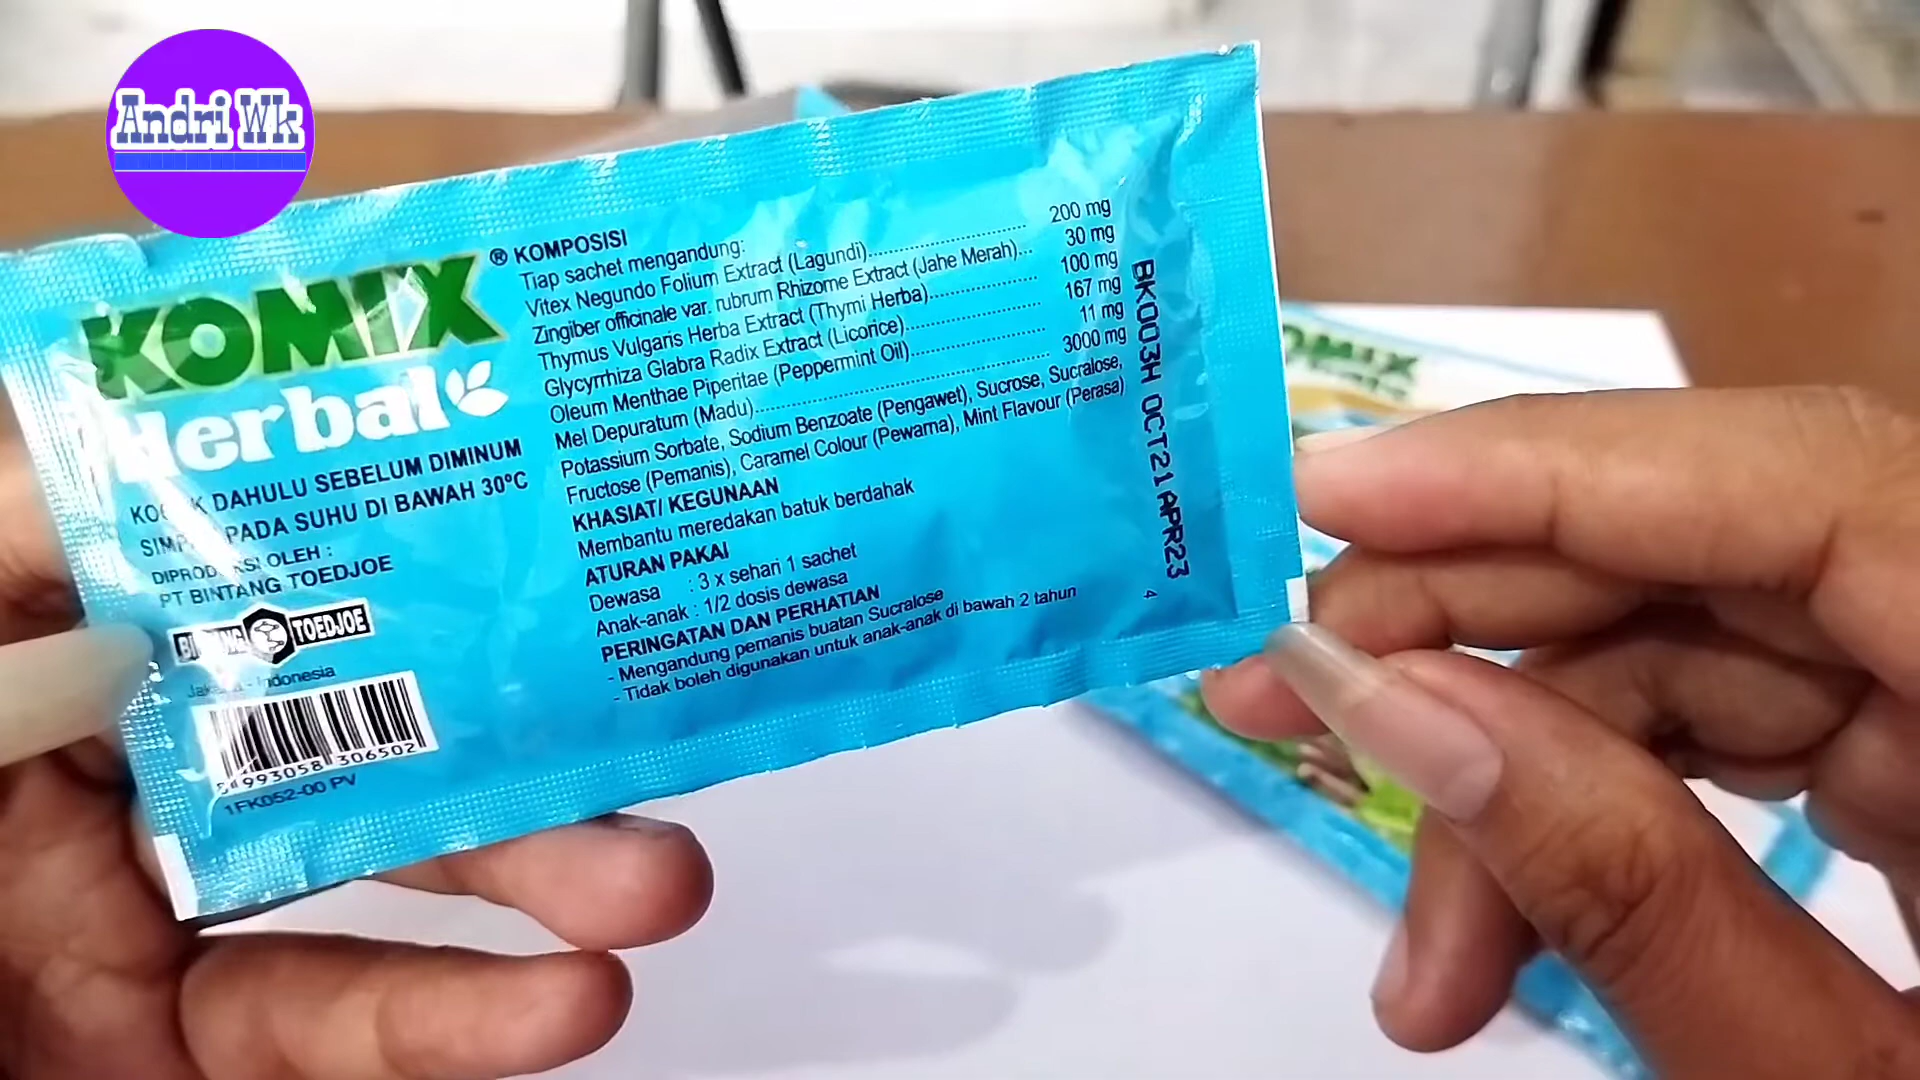 Andri Wk
KOMIX®
Herbal
DAHULU SEBELUM DIMINUM
PADA SUHU DI BAWAH 30°C
OLEH :
PT BINTANG TOEDJOE
TOEDJOE
Indonesia
993058 306502
1FK052-00 PV
KOMPOSISI
Tiap sachet mengandung:
Vitex Negundo Folium Extract (Lagundi)..... 200 mg
Zingiber officinale var. rubrum Rhizome Extract (Jahe Merah)... 30 mg
Thymus Vulgaris Herba Extract (Thymi Herba)..... 100 mg
Glycyrrhiza Glabra Radix Extract (Licorice)..... 167 mg
Oleum Menthae Piperitae (Peppermint Oil)..... 11 mg
Mel Depuratum (Madu)..... 3000 mg
Potassium Sorbate, Sodium Benzoate (Pengawet), Sucrose, Sucralose,
Fructose (Pemanis), Caramel Colour (Pewarna), Mint Flavour (Perasa)
KHASIAT/ KEGUNAAN
Membantu meredakan batuk berdahak
ATURAN PAKAI
Dewasa : 3 x sehari 1 sachet
Anak-anak : 1/2 dosis dewasa
PERINGATAN DAN PERHATIAN
- Mengandung pemanis buatan Sucralose
- Tidak boleh digunakan untuk anak-anak di bawah 2 tahun
BK003H OCT21APR23
4